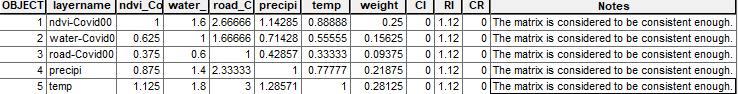 OBJECT layername ndvi_Co water_ road_C precipi temp weight CI RI CR Notes
1 ndvi-Covid00 1 1.6 2.66666 1.14285 0.88888 0.25 0 1.12 0 The matrix is considered to be consistent enough.
2 water-Covid0 0.625 1 1.66666 0.71428 0.55555 0.15625 0 1.12 0 The matrix is considered to be consistent enough.
3 road-Covid00 0.375 0.6 1 0.42857 0.33333 0.09375 0 1.12 0 The matrix is considered to be consistent enough.
4 precipi 0.875 1.4 2.33333 1 0.77777 0.21875 0 1.12 0 The matrix is considered to be consistent enough.
5 temp 1.125 1.8 3 1.28571 1 0.28125 0 1.12 0 The matrix is considered to be consistent enough.